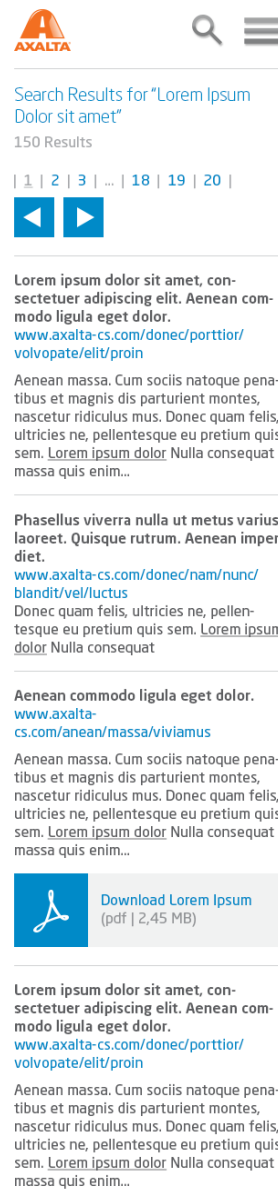 AXALTA
Search Results for "Lorem Ipsum
Dolor sit amet"
150 Results
| 1 | 2 | 3 | ... | 18 | 19 | 20 |
Lorem ipsum dolor sit amet, con-
sectetuer adipiscing elit. Aenean com-
modo ligula eget dolor.
www.axalta-cs.com/donec/porttior/
volvopate/elit/proin
Aenean massa. Cum sociis natoque pena-
tibus et magnis dis parturient montes,
nascetur ridiculus mus. Donec quam felis,
ultricies ne, pellentesque eu pretium quis
sem. Lorem ipsum dolor Nulla consequat
massa quis enim...
Phasellus viverra nulla ut metus varius
laoreet. Quisque rutrum. Aenean imper
diet.
www.axalta-cs.com/donec/nam/nunc/
blandit/vel/luctus
Donec quam felis, ultricies ne, pellen-
tesque eu pretium quis sem. Lorem ipsum
dolor Nulla consequat
Aenean commodo ligula eget dolor.
www.axalta-
cs.com/anean/massa/viviamus
Aenean massa. Cum sociis natoque pena-
tibus et magnis dis parturient montes,
nascetur ridiculus mus. Donec quam felis,
ultricies ne, pellentesque eu pretium quis
sem. Lorem ipsum dolor Nulla consequat
massa quis enim...
Download Lorem Ipsum
(pdf | 2,45 MB)
Lorem ipsum dolor sit amet, con-
sectetuer adipiscing elit. Aenean com-
modo ligula eget dolor.
www.axalta-cs.com/donec/porttior/
volvopate/elit/proin
Aenean massa. Cum sociis natoque pena-
tibus et magnis dis parturient montes,
nascetur ridiculus mus. Donec quam felis,
ultricies ne, pellentesque eu pretium quis
sem. Lorem ipsum dolor Nulla consequat
massa quis enim...